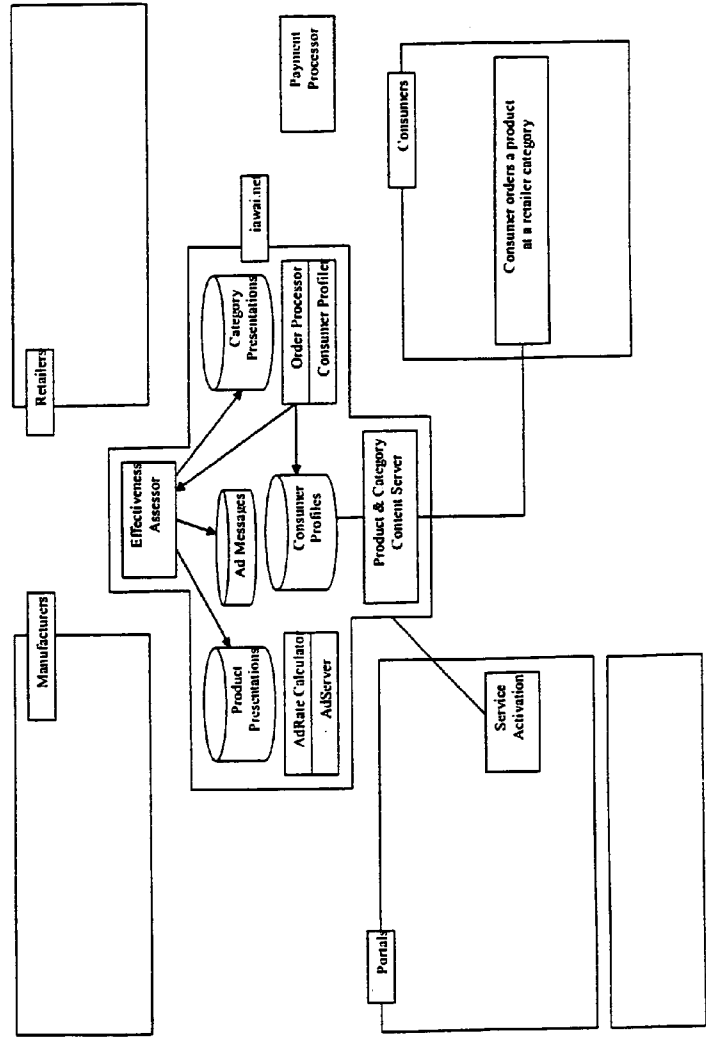 Manufacturers
Retailers
Effectiveness
Assessor
iawai.net
Product
Presentations
Ad Messages
Category
Presentations
Payment
Processor
AdRate Calculator
AdServer
Consumer
Profiles
Order Processor
Consumer Profiler
Product & Category
Content Server
Portals
Consumers
Service
Activation
Consumer orders a product
at a retailer category